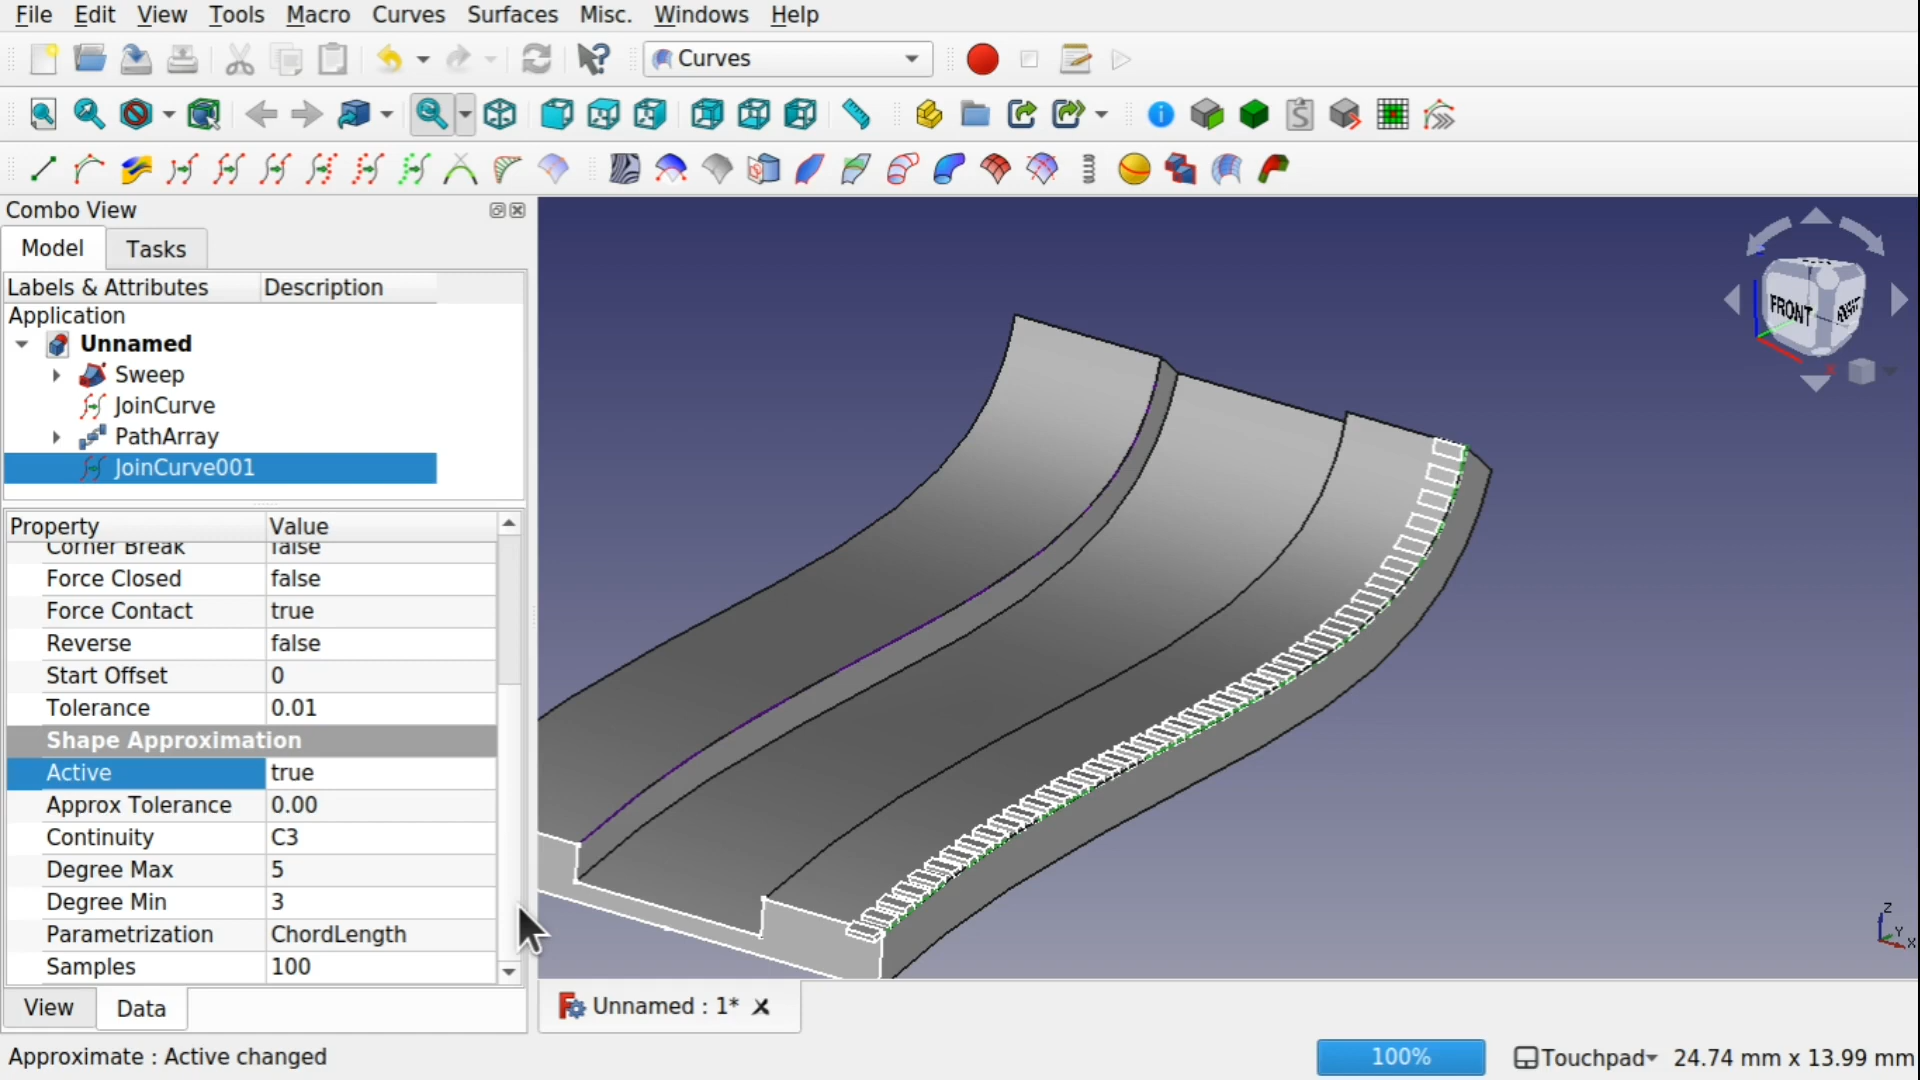 File Edit View Tools Macro Curves Surfaces Misc. Windows Help
Curves
Combo View
Model Tasks
Labels & Attributes Description
Application
Unnamed
Sweep
JoinCurve
PathArray
JoinCurve001
Property Value
Corner Break false
Force Closed false
Force Contact true
Reverse false
Start Offset 0
Tolerance 0.01
Shape Approximation
Active true
Approx Tolerance 0.00
Continuity C3
Degree Max 5
Degree Min 3
Parametrization ChordLength
Samples 100
View Data
FRONT RIGHT
Z
Y
X
Unnamed : 1*
Approximate : Active changed
100% Touchpad 24.74 mm x 13.99 mm